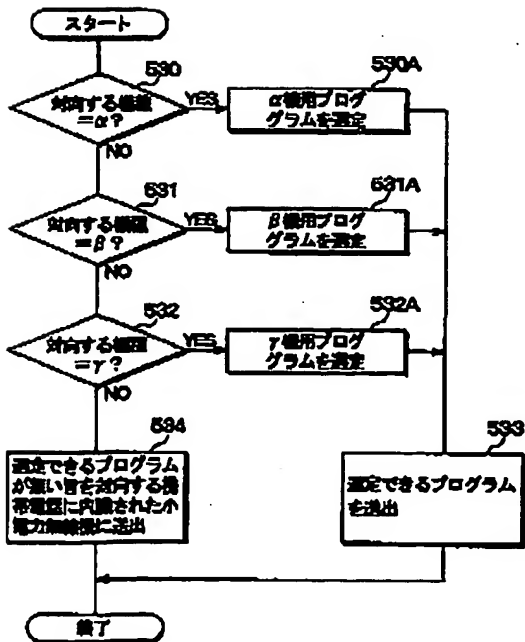 スタート
530
対向する機種
=α?
YES
530A
α機用プログ
グラムを選定
NO
531
対向する機種
=β?
YES
531A
β機用プログ
グラムを選定
NO
532
対向する機種
=γ?
YES
532A
γ機用プログ
グラムを選定
NO
534
選定できるプログラム
が無い旨を対向する携
帯電話に内蔵された小
電力無線機に送出
533
選定できるプログラム
を送出
終了